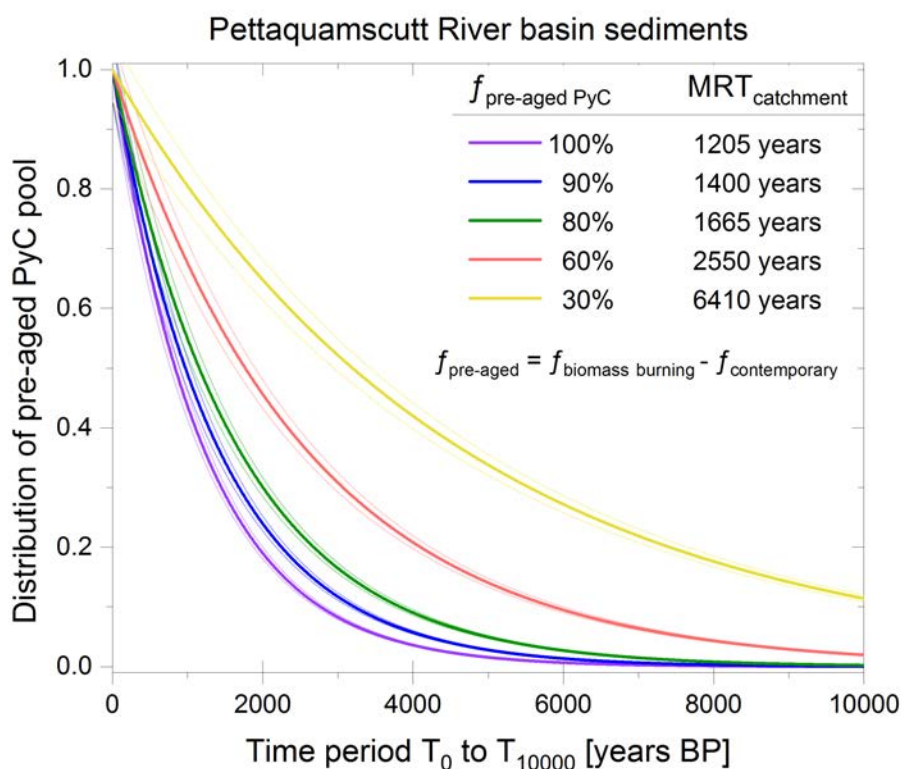 Pettaquamscutt River basin sediments
Distribution of pre-aged PyC pool
1.0
0.8
0.6
0.4
0.2
0.0
ƒ pre-aged PyC MRT catchment
100% 1205 years
90% 1400 years
80% 1665 years
60% 2550 years
30% 6410 years
ƒ pre-aged = ƒ biomass burning - ƒ contemporary
0 2000 4000 6000 8000 10000
Time period T0 to T10000 [years BP]